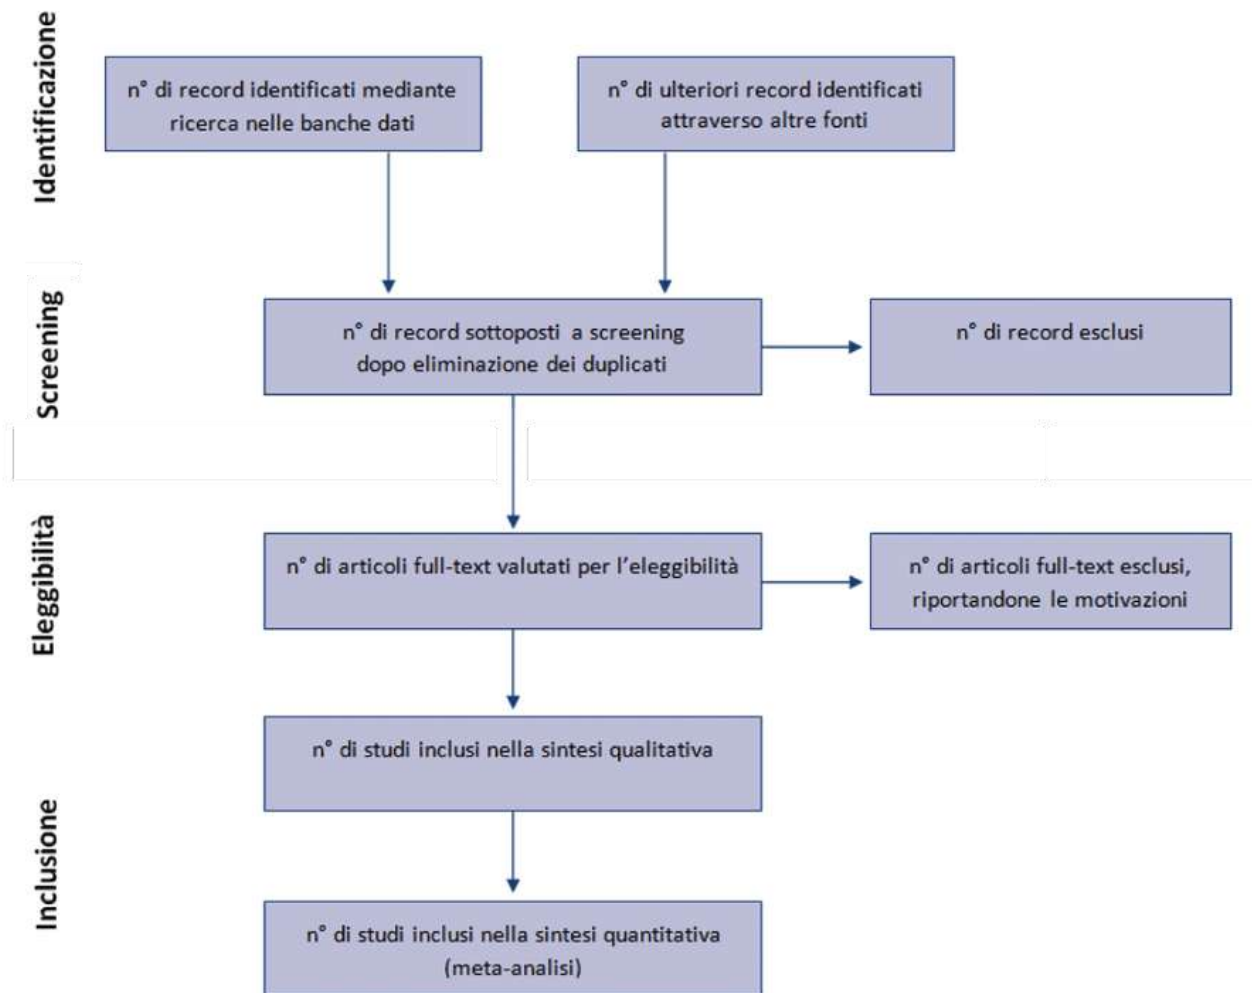 Identificazione
n° di record identificati mediante
ricerca nelle banche dati
n° di ulteriori record identificati
attraverso altre fonti
Screening
n° di record sottoposti a screening
dopo eliminazione dei duplicati
n° di record esclusi
Eleggibilità
n° di articoli full-text valutati per l'eleggibilità
n° di articoli full-text esclusi,
riportandone le motivazioni
Inclusione
n° di studi inclusi nella sintesi qualitativa
n° di studi inclusi nella sintesi quantitativa
(meta-analisi)